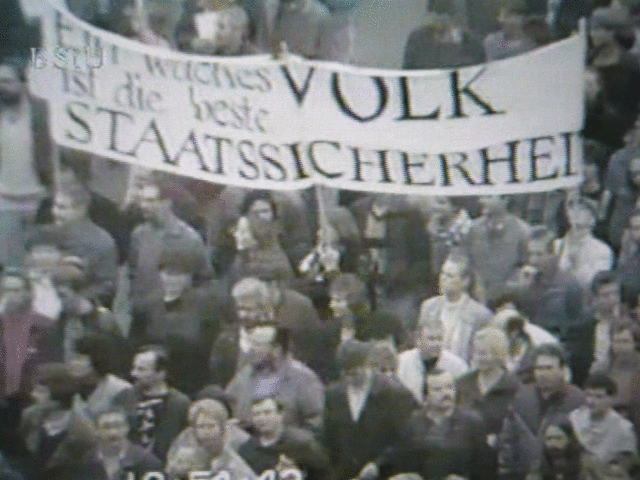 BStU
Ein waches VOLK
ist die beste
STAATSSICHERHEI